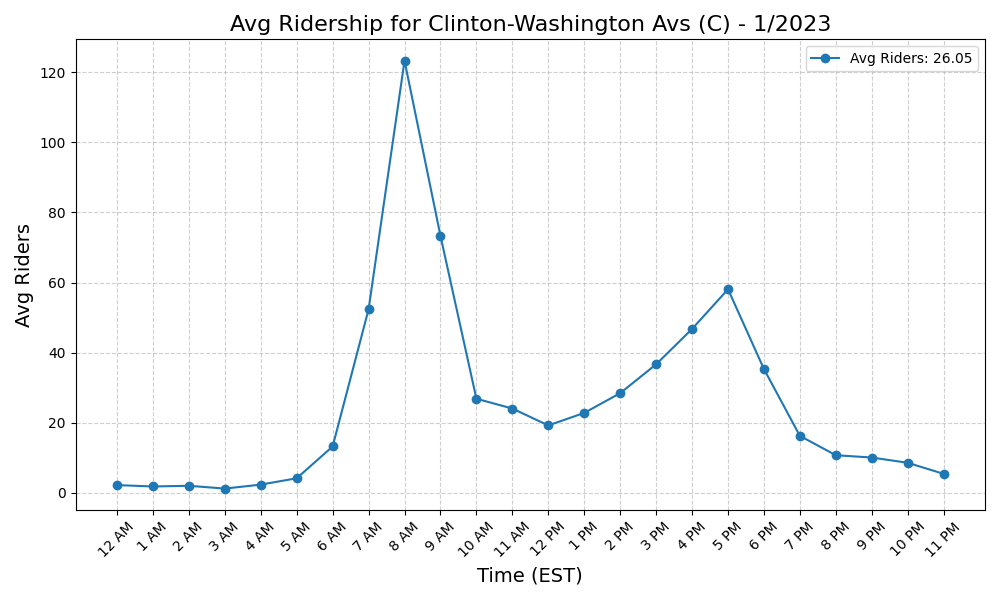 Avg Ridership for Clinton-Washington Avs (C) - 1/2023
Avg Riders: 26.05
Avg Riders
120
100
80
60
40
20
0
12 AM
1 AM
2 AM
3 AM
4 AM
5 AM
6 AM
7 AM
8 AM
9 AM
10 AM
11 AM
12 PM
1 PM
2 PM
3 PM
4 PM
5 PM
6 PM
7 PM
8 PM
9 PM
10 PM
11 PM
Time (EST)